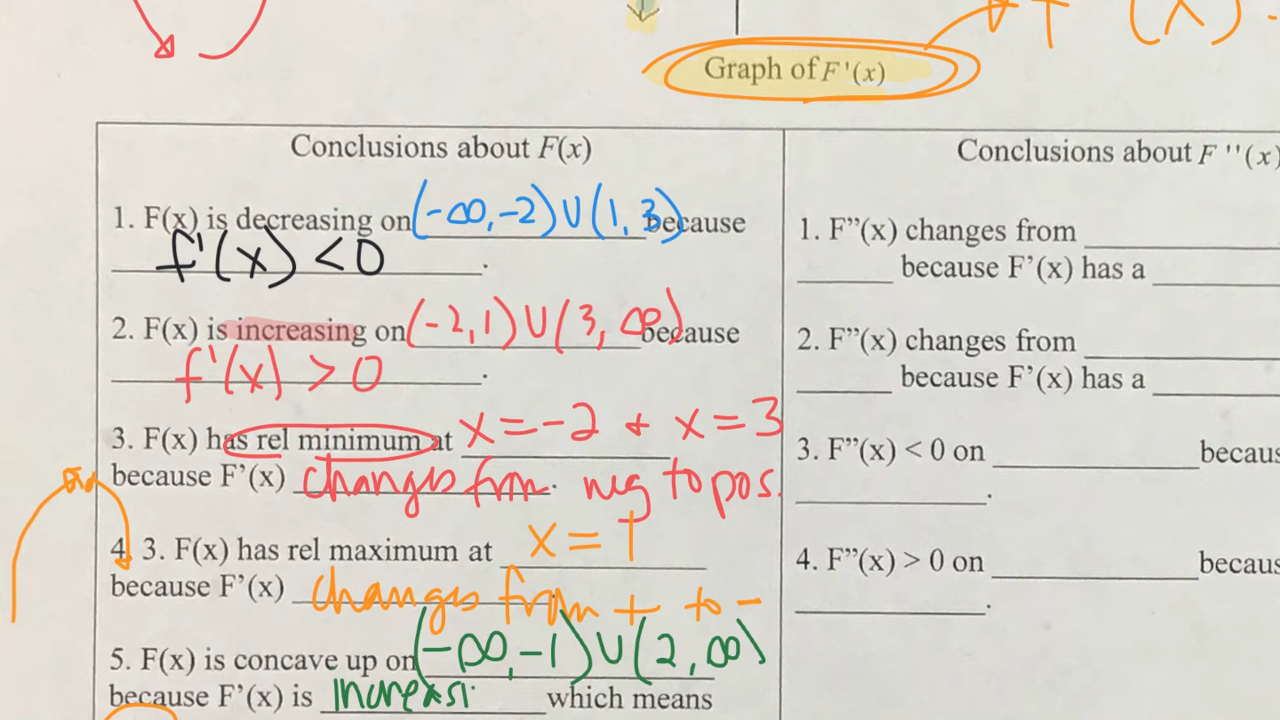 (x)
Graph of F'(x)
Conclusions about F(x)
1. F(x) is decreasing on (-∞,-2)∪(1,3) because
f'(x) < 0.
2. F(x) is increasing on (-2,1)∪(3,∞) because
f'(x) > 0.
3. F(x) has rel minimum at x=-2 + x=3
because F'(x) changes from neg to pos.
4. 3. F(x) has rel maximum at x=1
because F'(x) changes from + to -
5. F(x) is concave up on (-∞,-1)∪(2,∞)
because F'(x) is increasi which means
Conclusions about F "(x)
1. F"(x) changes from
because F'(x) has a
2. F"(x) changes from
because F'(x) has a
3. F"(x) < 0 on becaus
.
4. F"(x) > 0 on becaus
.